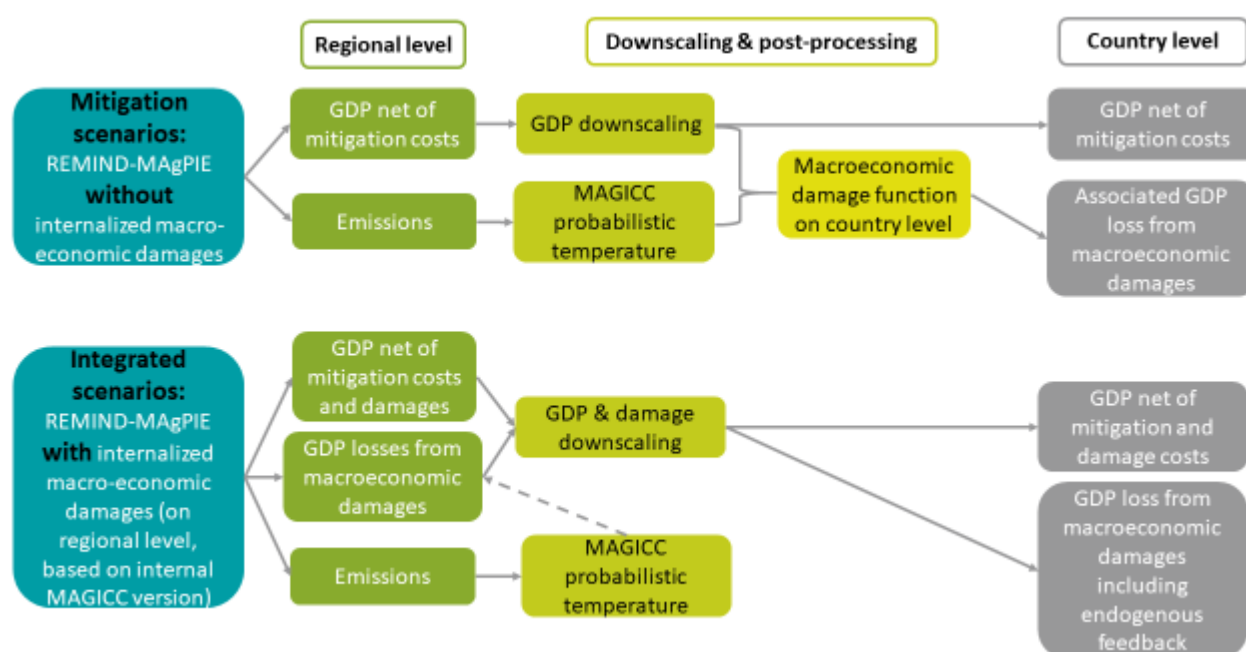 Regional level
Downscaling & post-processing
Country level
Mitigation
scenarios:
REMIND-MAgPIE
without
internalized macro-
economic damages
GDP net of
mitigation costs
Emissions
GDP downscaling
MAGICC
probabilistic
temperature
Macroeconomic
damage function
on country level
GDP net of
mitigation costs
Associated GDP
loss from
macroeconomic
damages
Integrated
scenarios:
REMIND-MAgPIE
with internalized
macro-economic
damages (on
regional level,
based on internal
MAGICC version)
GDP net of
mitigation costs
and damages
GDP losses from
macroeconomic
damages
Emissions
GDP & damage
downscaling
MAGICC
probabilistic
temperature
GDP net of
mitigation and
damage costs
GDP loss from
macroeconomic
damages
including
endogenous
feedback